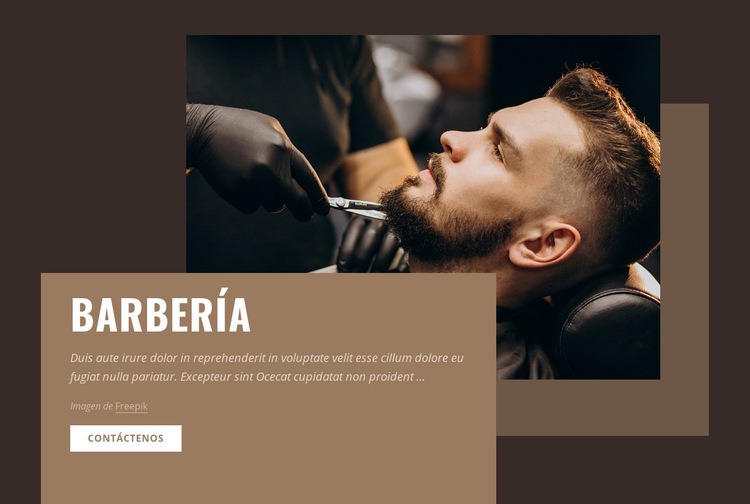 BARBERÍA
Duis aute irure dolor in reprehenderit in voluptate velit esse cillum dolore eu
fugiat nulla pariatur. Excepteur sint Ocecat cupidatat non proident ...
Imagen de Freepik
CONTÁCTENOS